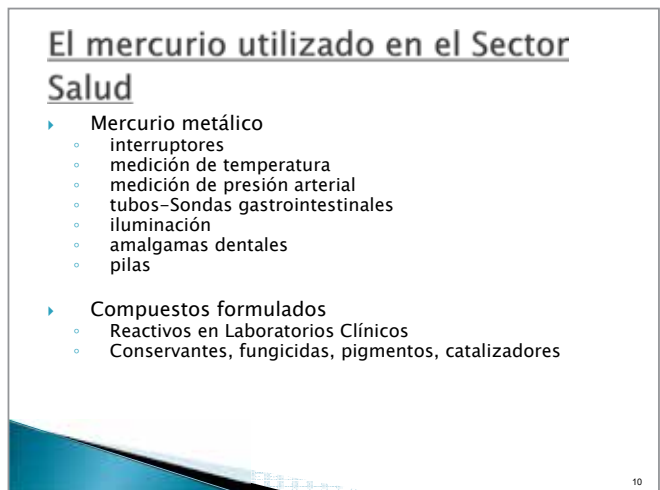 El mercurio utilizado en el Sector
Salud
Mercurio metálico
interruptores
medición de temperatura
medición de presión arterial
tubos-Sondas gastrointestinales
iluminación
amalgamas dentales
pilas
Compuestos formulados
Reactivos en Laboratorios Clínicos
Conservantes, fungicidas, pigmentos, catalizadores
10